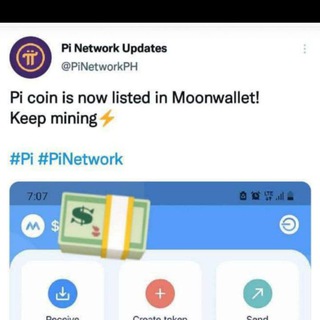 Pi Network Updates
@PiNetworkPH
Pi coin is now listed in Moonwallet!
Keep mining⚡
#Pi #PiNetwork
7:07
$
Receive
Create token
Send